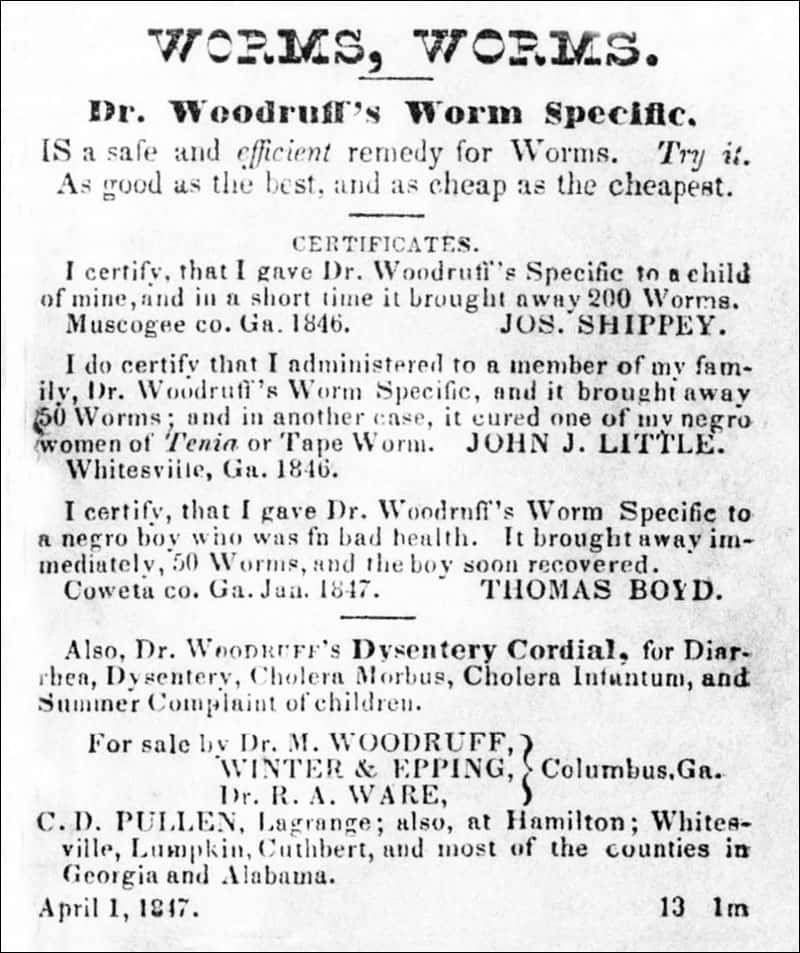 WORMS, WORMS.
Dr. Woodruff's Worm Specific.
IS a safe and efficient remedy for Worms. Try it.
As good as the best, and as cheap as the cheapest.
CERTIFICATES.
I certify, that I gave Dr. Woodruff's Specific to a child
of mine, and in a short time it brought away 200 Worms.
Muscogee co. Ga. 1846. JOS. SHIPPEY.
I do certify that I administered to a member of my fam-
ily, Dr. Woodruff's Worm Specific, and it brought away
50 Worms; and in another case, it cured one of my negro
women of Tenia or Tape Worm. JOHN J. LITTLE.
Whitesville, Ga. 1846.
I certify, that I gave Dr. Woodruff's Worm Specific to
a negro boy who was in bad health. It brought away im-
mediately, 50 Worms, and the boy soon recovered.
Coweta co. Ga. Jan. 1847. THOMAS BOYD.
Also, Dr. WOODRUFF's Dysentery Cordial, for Diar-
rhea, Dysentery, Cholera Morbus, Cholera Infantum, and
Summer Complaint of children.
For sale by Dr. M. WOODRUFF,
WINTER & EPPING, } Columbus, Ga.
Dr. R. A. WARE,
C. D. PULLEN, Lagrange; also, at Hamilton; Whites-
ville, Lumpkin, Cuthbert, and most of the counties in
Georgia and Alabama.
April 1, 1847. 13 1m